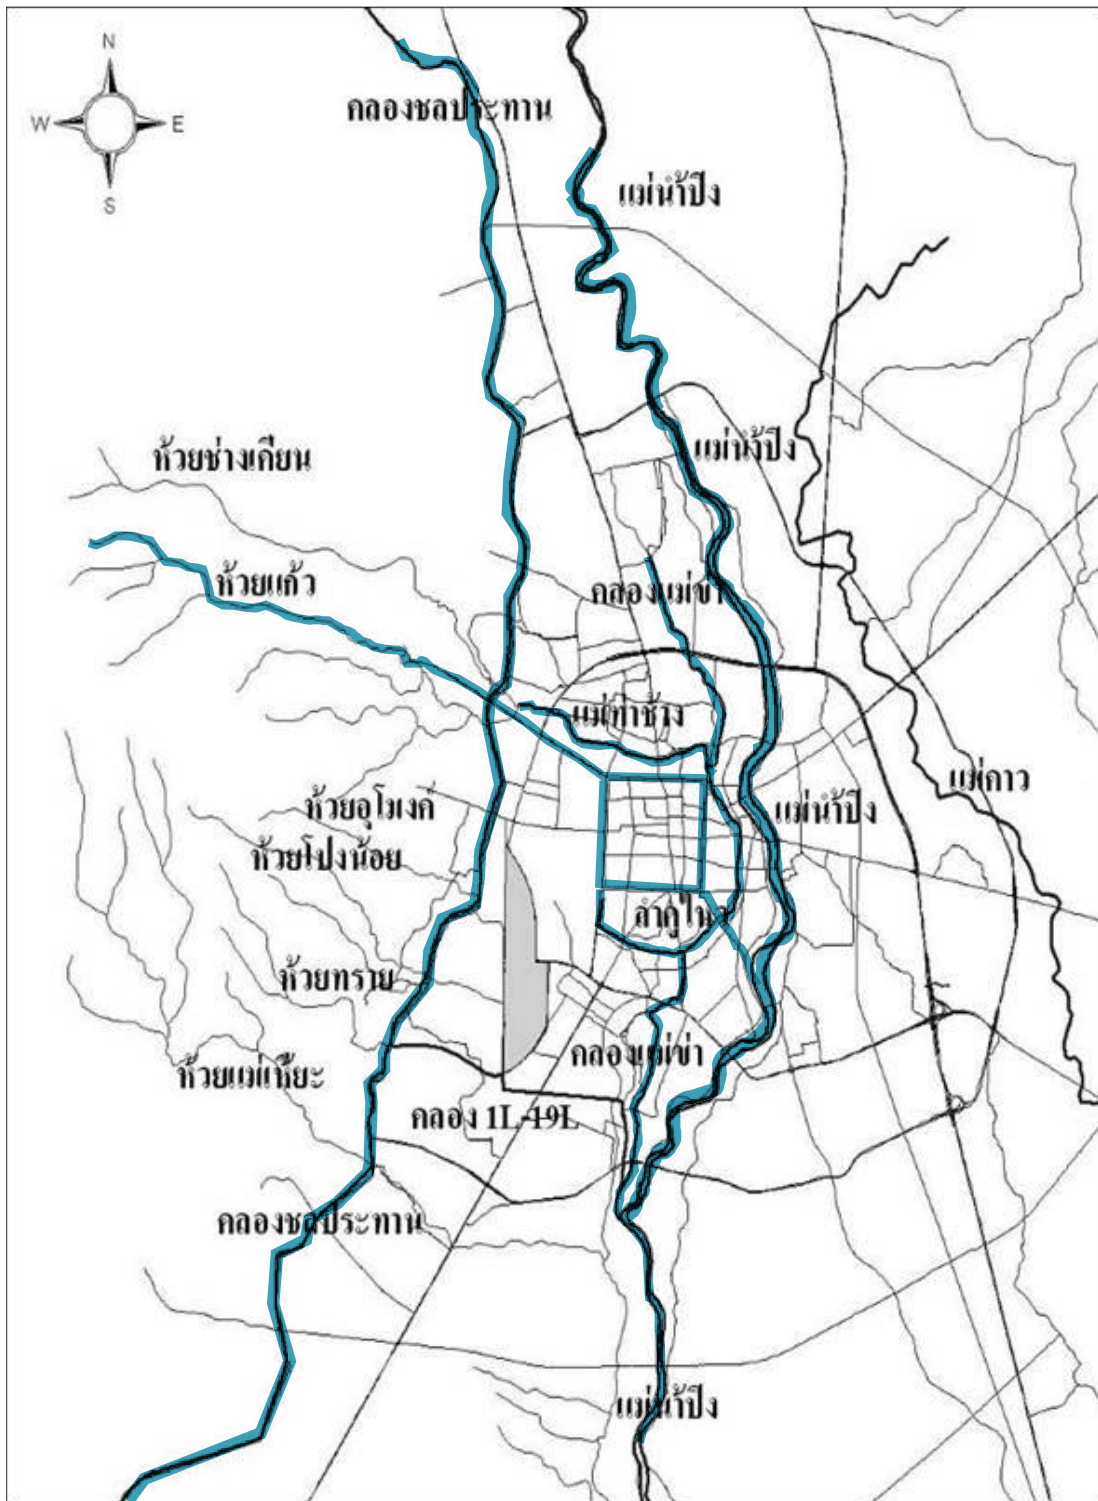 N
W E
S
คลองชลประทาน
แม่น้ำปิง
แม่น้ำปิง
ห้วยช่างเคียน
ห้วยแก้ว
คลองแม่ข่า
แม่ท่าช้าง
แม่คาว
ห้วยอุโมงค์
แม่น้ำปิง
ห้วยโปงน้อย
ลำคูไหว
ห้วยทราย
คลองแม่ข่า
ห้วยแม่เหียะ
คลอง 1L-19L
คลองชลประทาน
แม่น้ำปิง